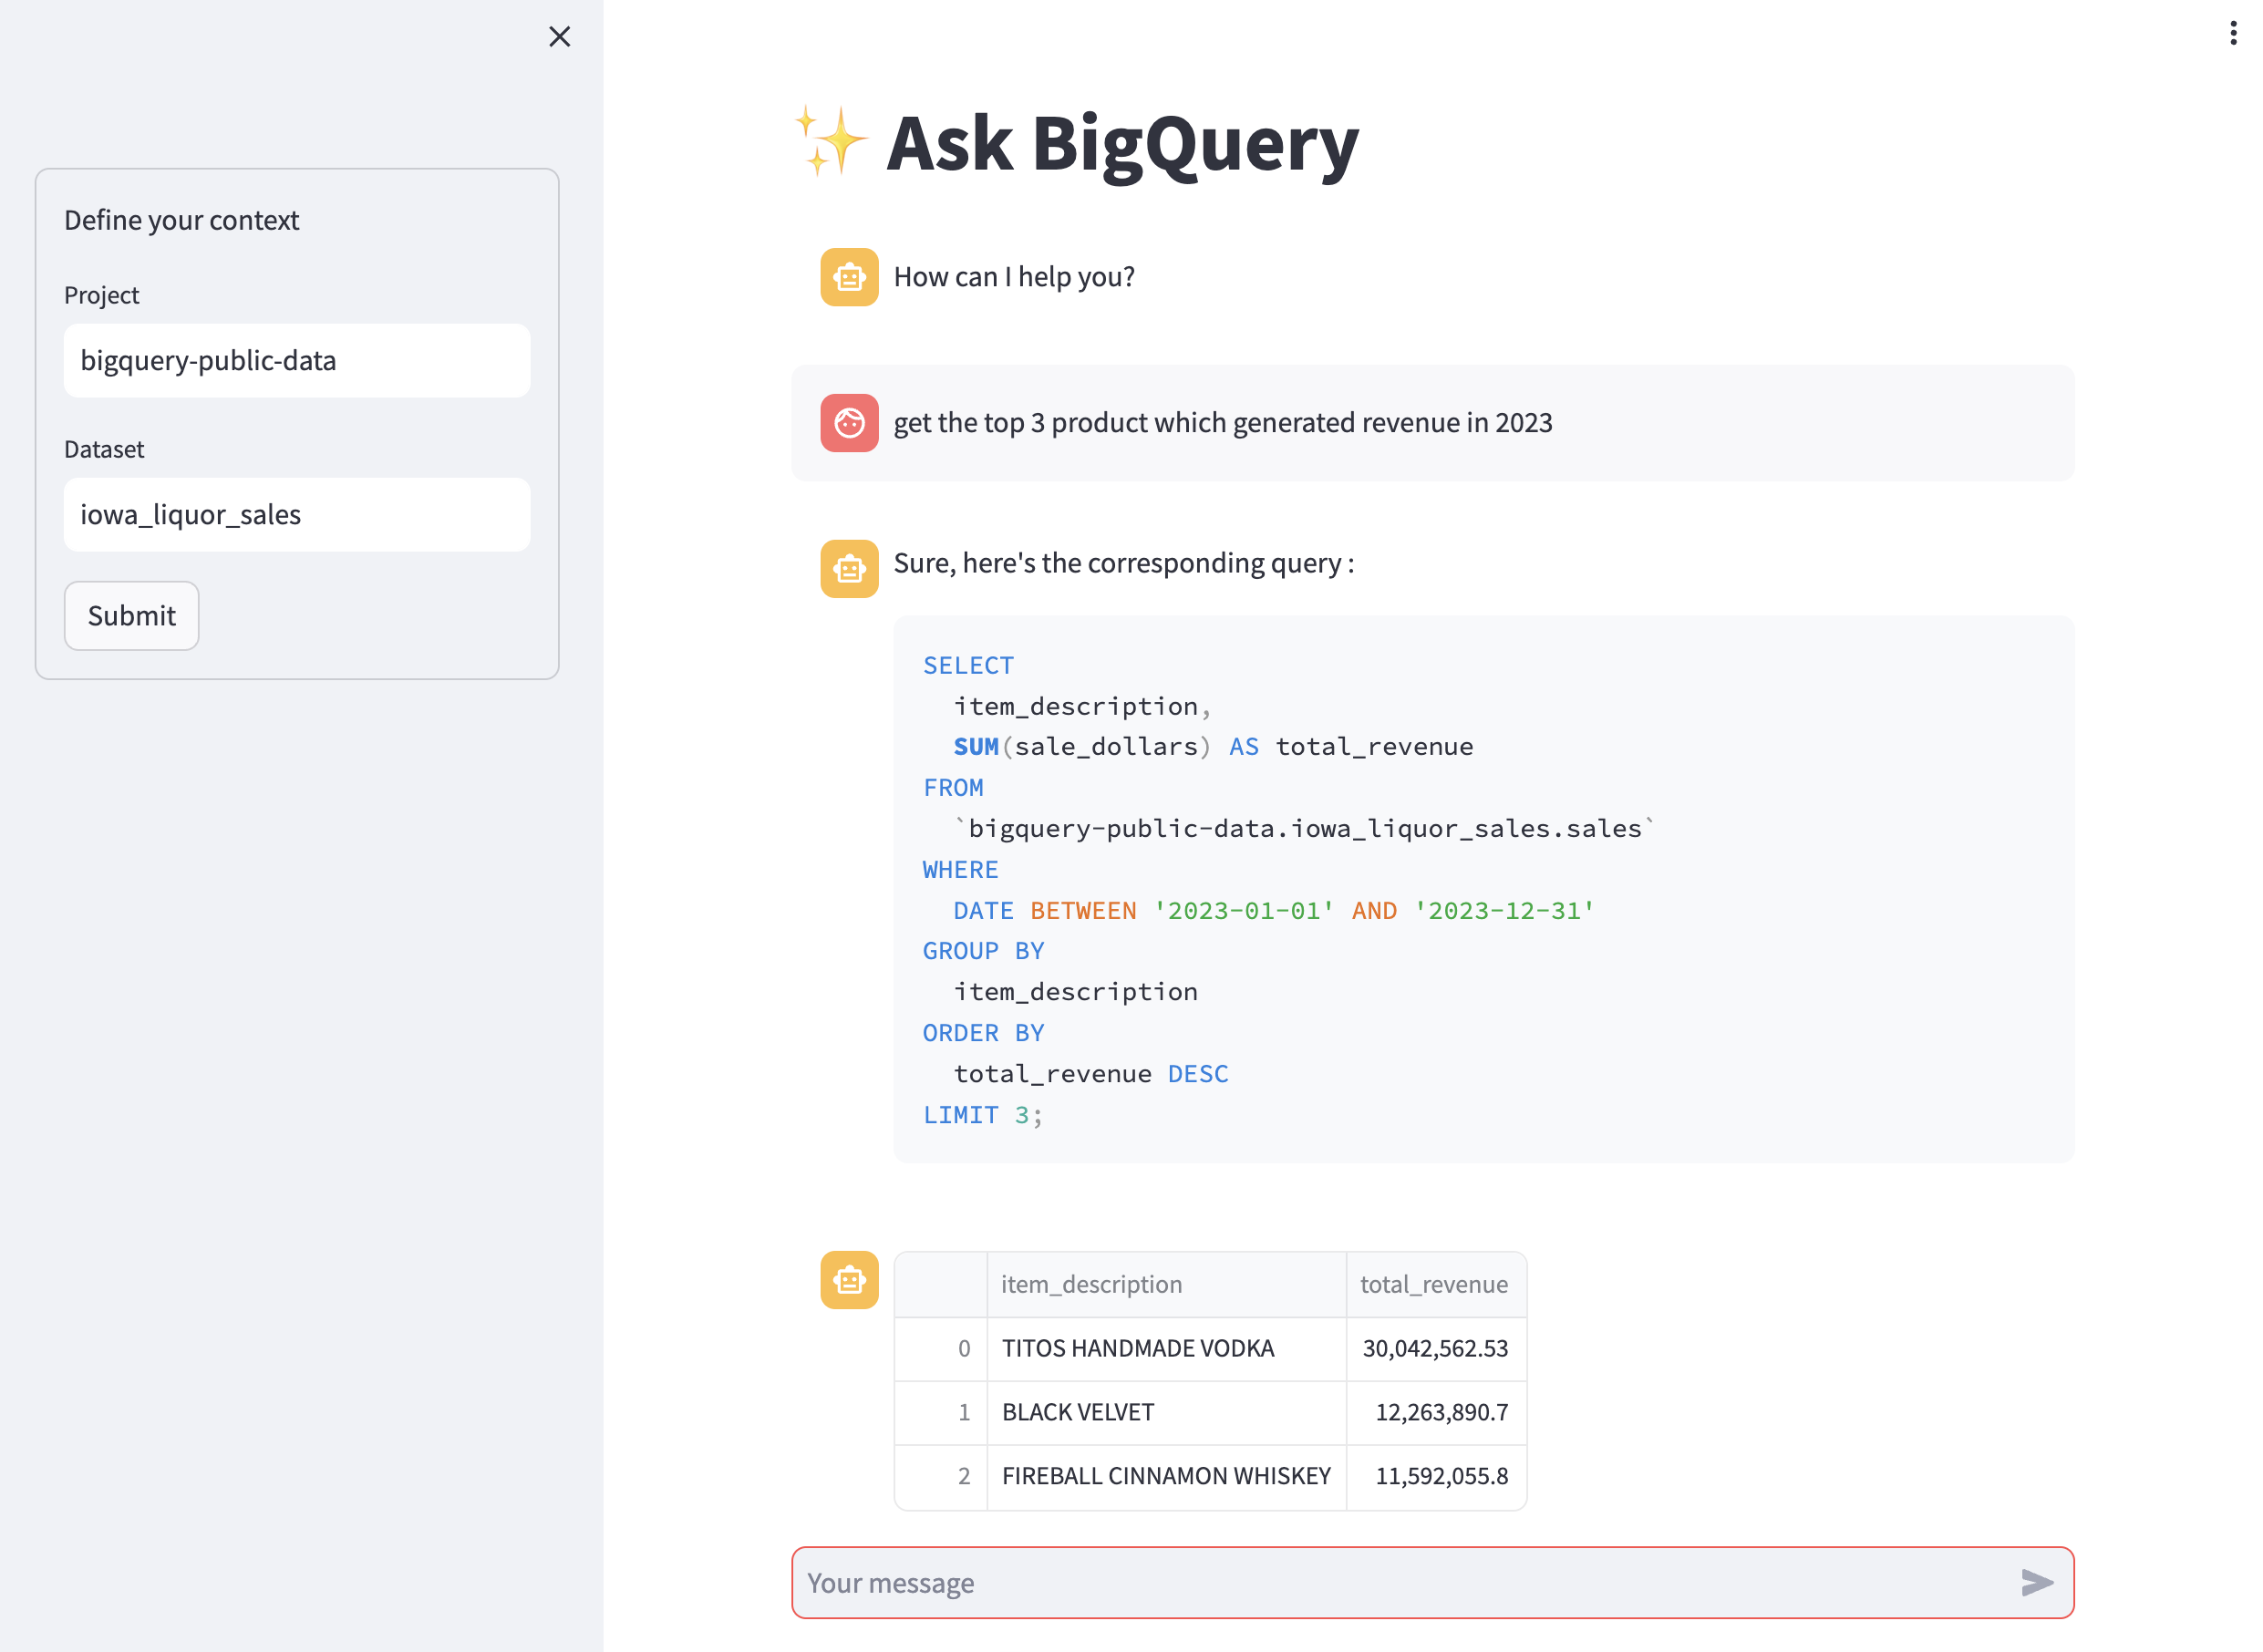 Define your context
Project
bigquery-public-data
Dataset
iowa_liquor_sales
Submit
✨ Ask BigQuery
How can I help you?
get the top 3 product which generated revenue in 2023
Sure, here's the corresponding query :
SELECT
  item_description,
  SUM(sale_dollars) AS total_revenue
FROM
  `bigquery-public-data.iowa_liquor_sales.sales`
WHERE
  DATE BETWEEN '2023-01-01' AND '2023-12-31'
GROUP BY
  item_description
ORDER BY
  total_revenue DESC
LIMIT 3;
item_description total_revenue
0 TITOS HANDMADE VODKA 30,042,562.53
1 BLACK VELVET 12,263,890.7
2 FIREBALL CINNAMON WHISKEY 11,592,055.8
Your message